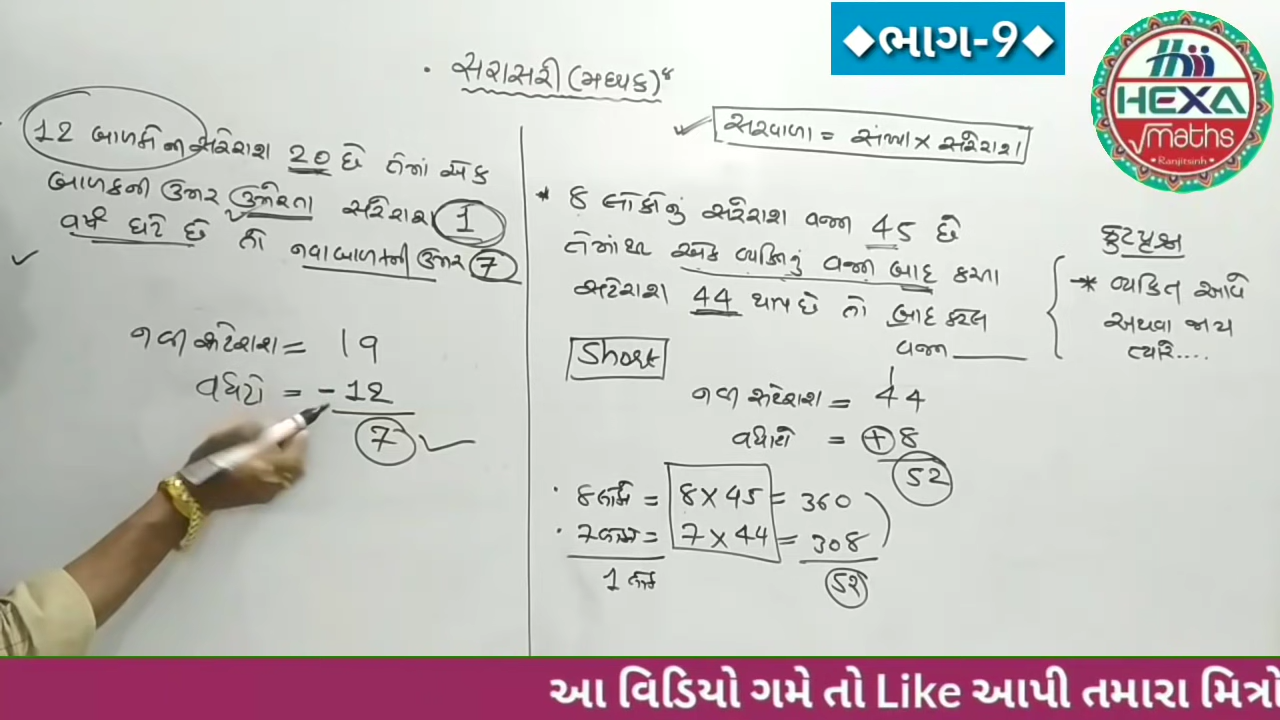 ◆ભાગ-9◆
HEXA
maths
Ranjitsinh
. સરાસરી (મધ્યક) ૪
12 બાળકોના સરેરાશ 20 છે તેમાં એક
બાળકની ઉંમર ઉમેરતા સરેરાશ 1
વર્ષ ઘટે છે તો નવા બાળકની ઉંમર 7
નવી સરેરાશ = 19
વધઘટ = - 12
7
સરવાળા = સંખ્યા × સરેરાશ
* 8 લોકોનું સરેરાશ વજન 45 છે
તેમાંથી એક વ્યક્તિનું વજન બાદ કરતા
સરેરાશ 44 થાય છે તો બાદ કરેલ
વજન
Short
નવી સરેરાશ = 44
વધારો = + 8
52
· 8 લોકો = 8 × 45 = 360
· 7 લોકો = 7 × 44 = 308
1 લોકો 52
કુટપ્રશ્ન
* વ્યક્તિ આવે
અથવા જાય
ત્યારે....
આ વિડિયો ગમે તો Like આપી તમારા મિત્રો